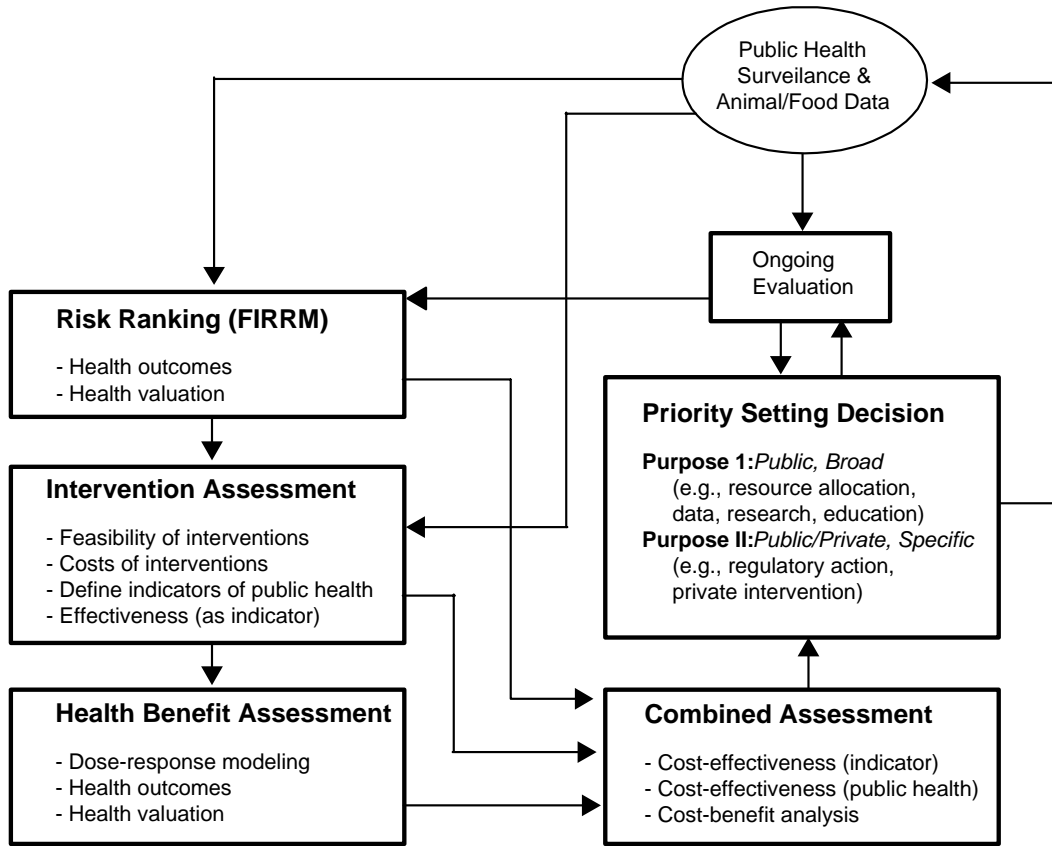 Public Health
Surveilance &
Animal/Food Data
Ongoing
Evaluation
Risk Ranking (FIRRM)
- Health outcomes
- Health valuation
Intervention Assessment
- Feasibility of interventions
- Costs of interventions
- Define indicators of public health
- Effectiveness (as indicator)
Health Benefit Assessment
- Dose-response modeling
- Health outcomes
- Health valuation
Priority Setting Decision
Purpose 1:Public, Broad
(e.g., resource allocation,
data, research, education)
Purpose II:Public/Private, Specific
(e.g., regulatory action,
private intervention)
Combined Assessment
- Cost-effectiveness (indicator)
- Cost-effectiveness (public health)
- Cost-benefit analysis